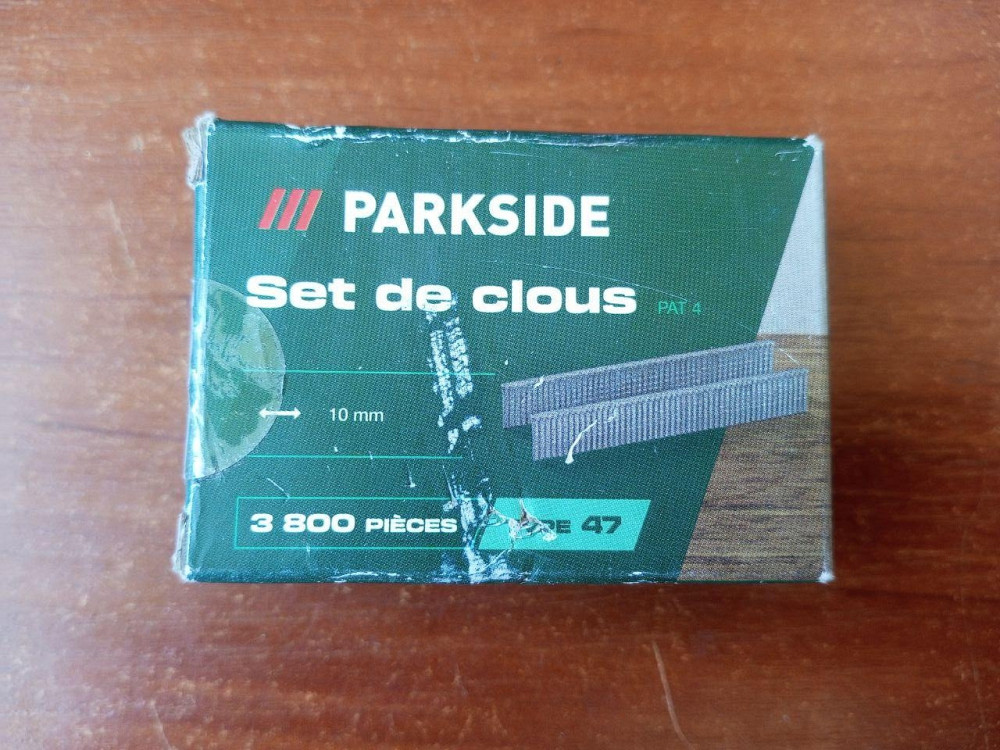 PARKSIDE
Set de clous PAT 4
10 mm
3 800 PIÈCES
47